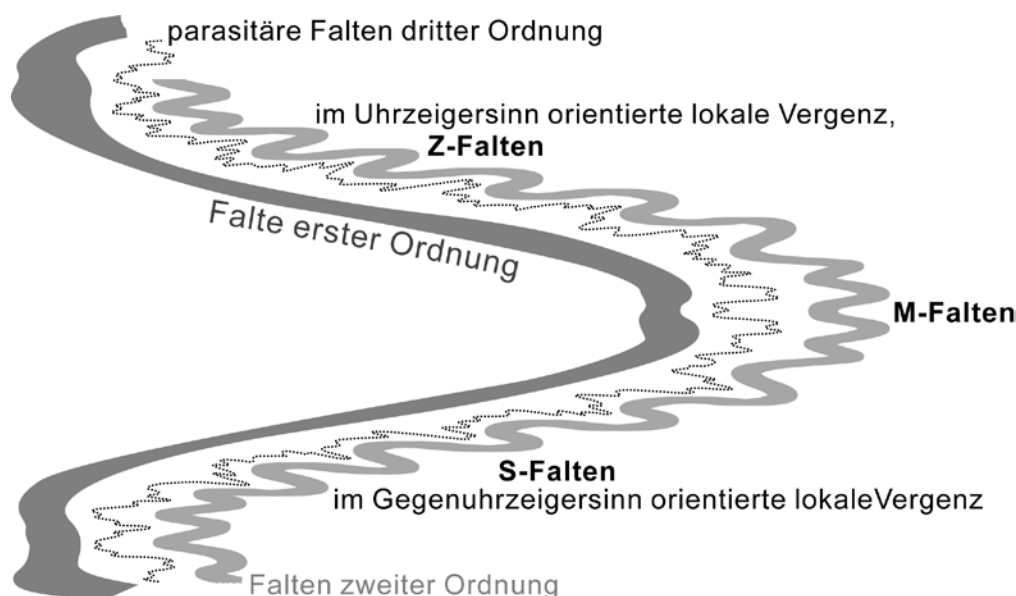 parasitäre Falten dritter Ordnung
im Uhrzeigersinn orientierte lokale Vergenz,
Z-Falten
Falte erster Ordnung
M-Falten
S-Falten
im Gegenuhrzeigersinn orientierte lokaleVergenz
Falten zweiter Ordnung